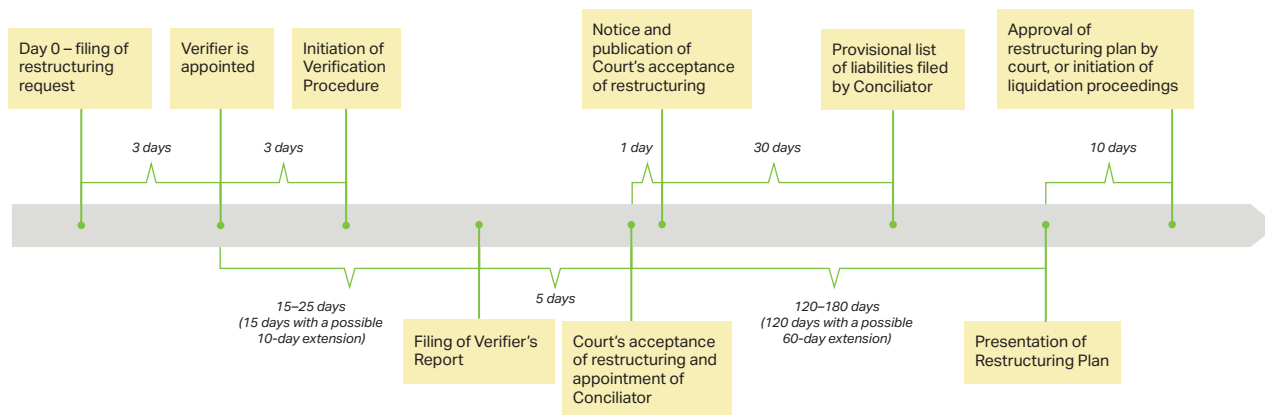 Day 0 – filing of
restructuring
request
Verifier is
appointed
Initiation of
Verification
Procedure
Notice and
publication of
Court's acceptance
of restructuring
Provisional list
of liabilities filed
by Conciliator
Approval of
restructuring plan by
court, or initiation of
liquidation proceedings
3 days
3 days
1 day
30 days
10 days
15–25 days
(15 days with a possible
10-day extension)
5 days
120–180 days
(120 days with a possible
60-day extension)
Filing of Verifier's
Report
Court's acceptance
of restructuring and
appointment of
Conciliator
Presentation of
Restructuring Plan